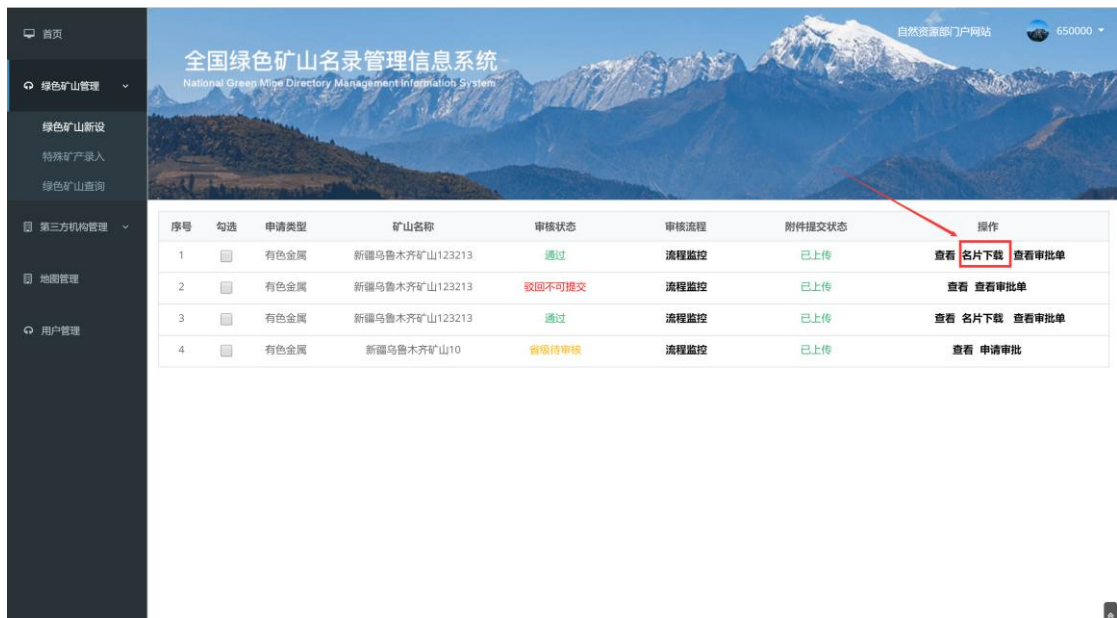 首页
自然资源部门户网站
650000
全国绿色矿山名录管理信息系统
National Green Mine Directory Management Information System
绿色矿山管理
绿色矿山新设
特殊矿产录入
绿色矿山查询
第三方机构管理
地图管理
用户管理
序号 勾选 申请类型 矿山名称 审核状态 审核流程 附件提交状态 操作
1 有色金属 新疆乌鲁木齐矿山123213 通过 流程监控 已上传 查看 名片下载 查看审批单
2 有色金属 新疆乌鲁木齐矿山123213 驳回不可提交 流程监控 已上传 查看 查看审批单
3 有色金属 新疆乌鲁木齐矿山123213 通过 流程监控 已上传 查看 名片下载 查看审批单
4 有色金属 新疆乌鲁木齐矿山10 省级待审核 流程监控 已上传 查看 申请审批